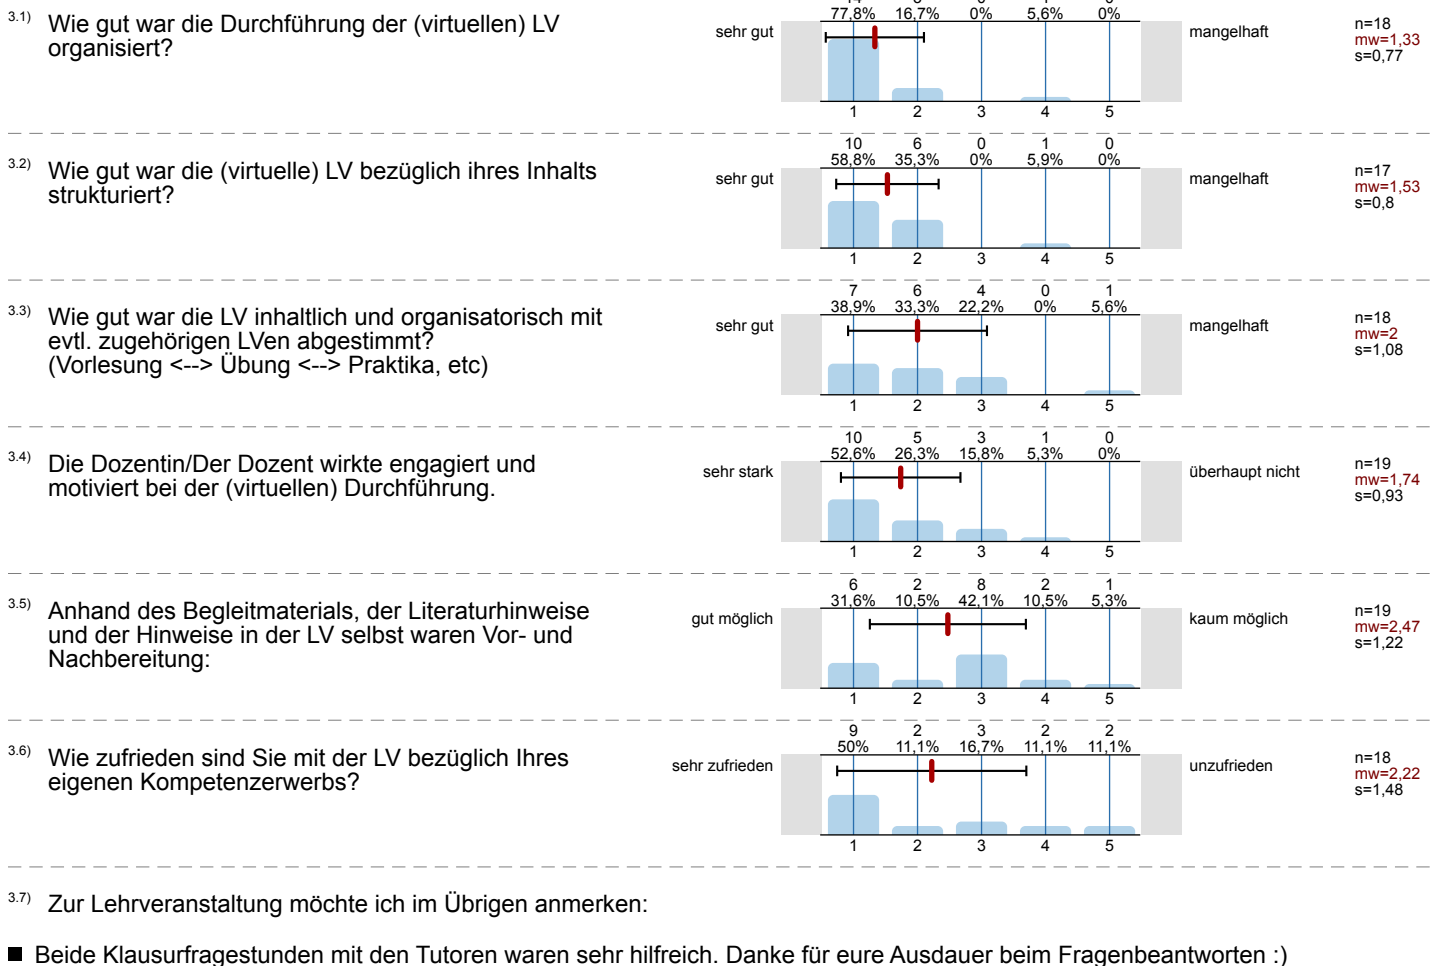 3.1) Wie gut war die Durchführung der (virtuellen) LV
organisiert?
77,8% 16,7% 0% 5,6% 0%
sehr gut
mangelhaft
n=18
mw=1,33
s=0,77
1 2 3 4 5
3.2) Wie gut war die (virtuelle) LV bezüglich ihres Inhalts
strukturiert?
10 6 0 1 0
58,8% 35,3% 0% 5,9% 0%
sehr gut
mangelhaft
n=17
mw=1,53
s=0,8
1 2 3 4 5
3.3) Wie gut war die LV inhaltlich und organisatorisch mit
evtl. zugehörigen LVen abgestimmt?
(Vorlesung <--> Übung <--> Praktika, etc)
7 6 4 0 1
38,9% 33,3% 22,2% 0% 5,6%
sehr gut
mangelhaft
n=18
mw=2
s=1,08
1 2 3 4 5
3.4) Die Dozentin/Der Dozent wirkte engagiert und
motiviert bei der (virtuellen) Durchführung.
10 5 3 1 0
52,6% 26,3% 15,8% 5,3% 0%
sehr stark
überhaupt nicht
n=19
mw=1,74
s=0,93
1 2 3 4 5
3.5) Anhand des Begleitmaterials, der Literaturhinweise
und der Hinweise in der LV selbst waren Vor- und
Nachbereitung:
6 2 8 2 1
31,6% 10,5% 42,1% 10,5% 5,3%
gut möglich
kaum möglich
n=19
mw=2,47
s=1,22
1 2 3 4 5
3.6) Wie zufrieden sind Sie mit der LV bezüglich Ihres
eigenen Kompetenzerwerbs?
9 2 3 2 2
50% 11,1% 16,7% 11,1% 11,1%
sehr zufrieden
unzufrieden
n=18
mw=2,22
s=1,48
1 2 3 4 5
3.7) Zur Lehrveranstaltung möchte ich im Übrigen anmerken:
Beide Klausurfragestunden mit den Tutoren waren sehr hilfreich. Danke für eure Ausdauer beim Fragenbeantworten :)